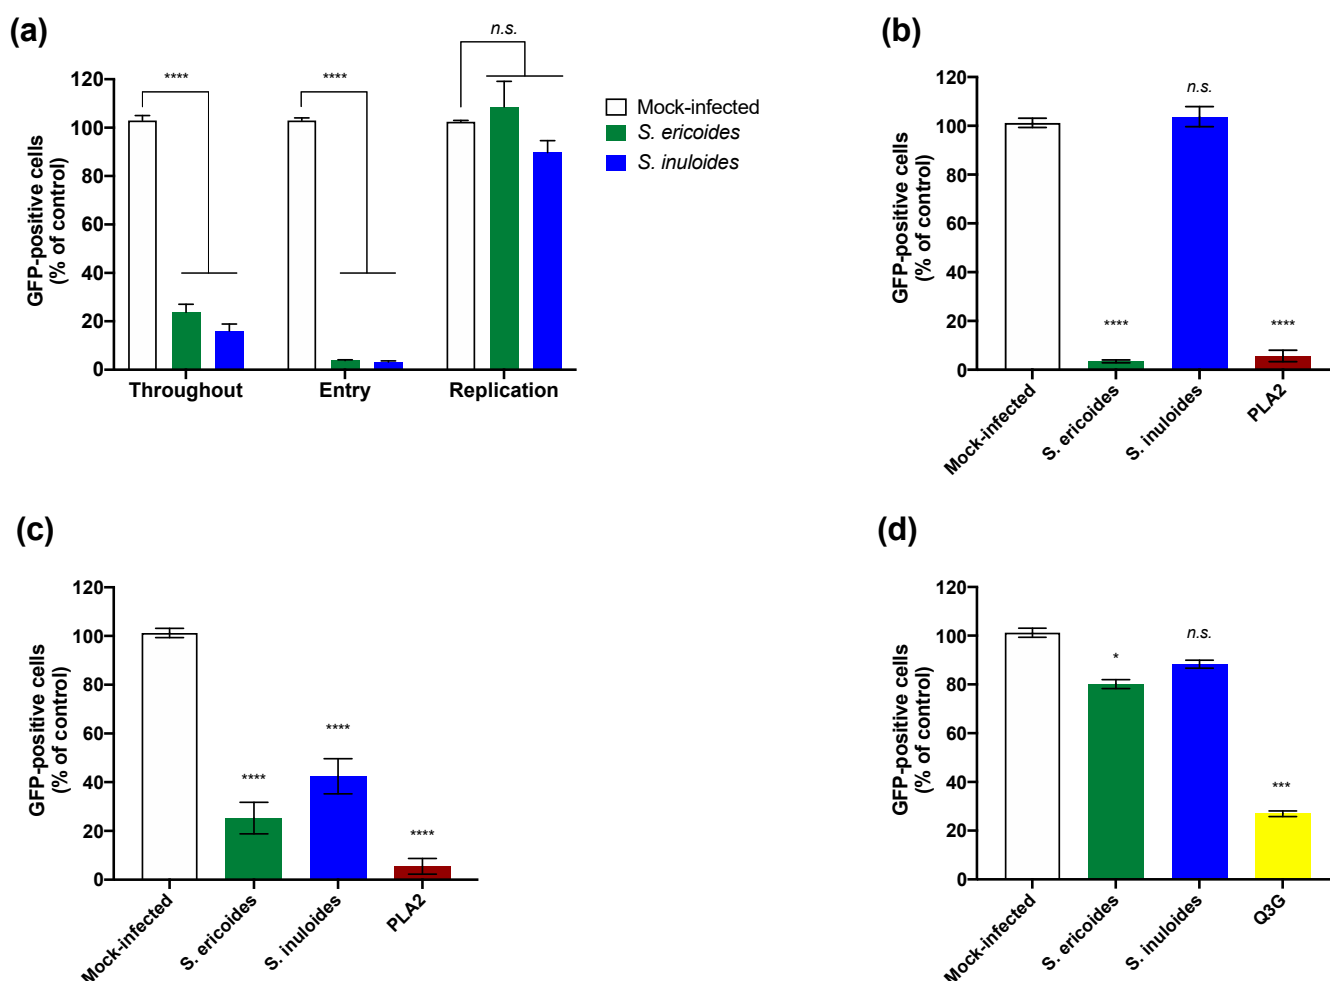 (a)
n.s.
****
****
120
100
80
60
40
20
0
GFP-positive cells
(% of control)
Throughout
Entry
Replication
Mock-infected
S. ericoides
S. inuloides
(b)
n.s.
****
****
120
100
80
60
40
20
0
GFP-positive cells
(% of control)
Mock-infected
S. ericoides
S. inuloides
PLA2
(c)
****
****
****
120
100
80
60
40
20
0
GFP-positive cells
(% of control)
Mock-infected
S. ericoides
S. inuloides
PLA2
(d)
*
n.s.
***
120
100
80
60
40
20
0
GFP-positive cells
(% of control)
Mock-infected
S. ericoides
S. inuloides
Q3G